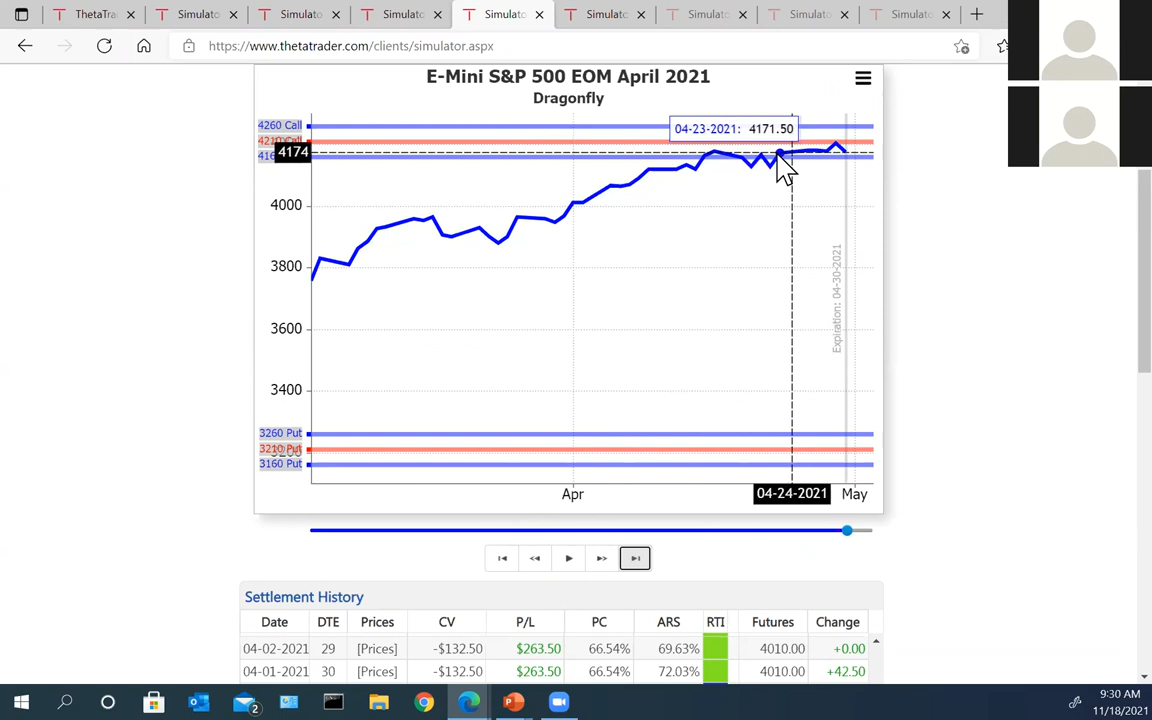 ThetaTra
Simulato
Simulato
Simulato
Simulato
Simulato
Simulato
Simulato
Simulato
https://www.thetatrader.com/clients/simulator.aspx
E-Mini S&P 500 EOM April 2021
Dragonfly
4260 Call
4210 Call
4174
04-23-2021: 4171.50
4000
3800
3600
3400
3260 Put
3210 Put
3160 Put
Expiration: 04-30-2021
Apr
04-24-2021
May
Settlement History
Date DTE Prices CV P/L PC ARS RTI Futures Change
04-02-2021 29 [Prices] -$132.50 $263.50 66.54% 69.63% 4010.00 +0.00
04-01-2021 30 [Prices] -$132.50 $263.50 66.54% 72.03% 4010.00 +42.50
2
9:30 AM
11/18/2021